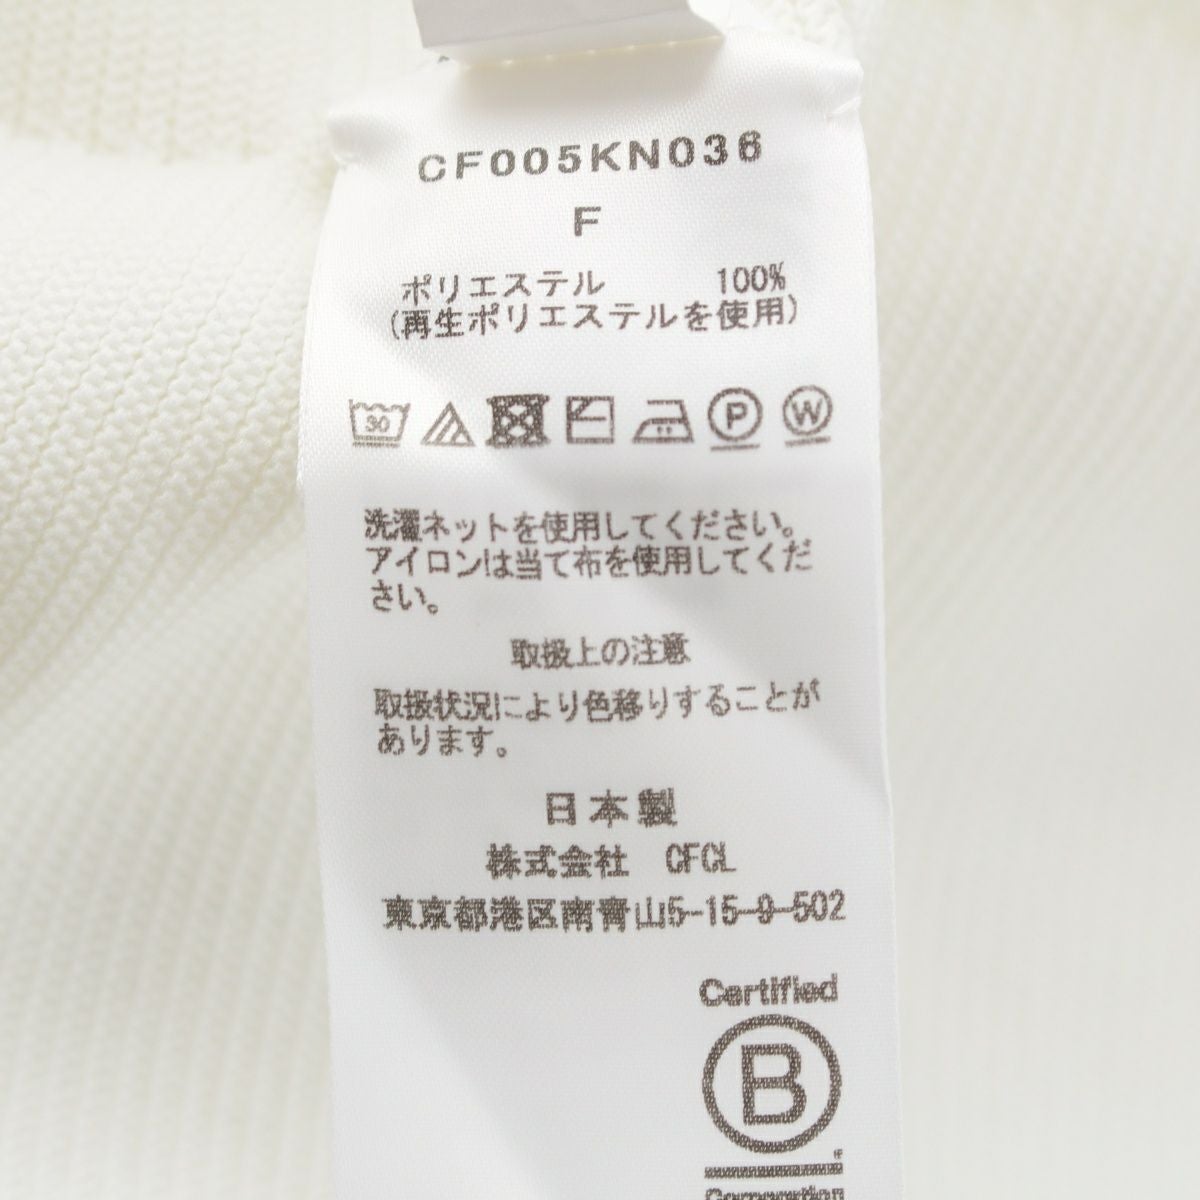 CF005KN036
F
ポリエステル 100%
(再生ポリエステルを使用)
30 P W
洗濯ネットを使用してください。
アイロンは当て布を使用してくだ
さい。
取扱上の注意
取扱状況により色移りすることが
あります。
日本製
株式会社 CFCL
東京都港区南青山5-15-9-502
Certified
B
Corporation